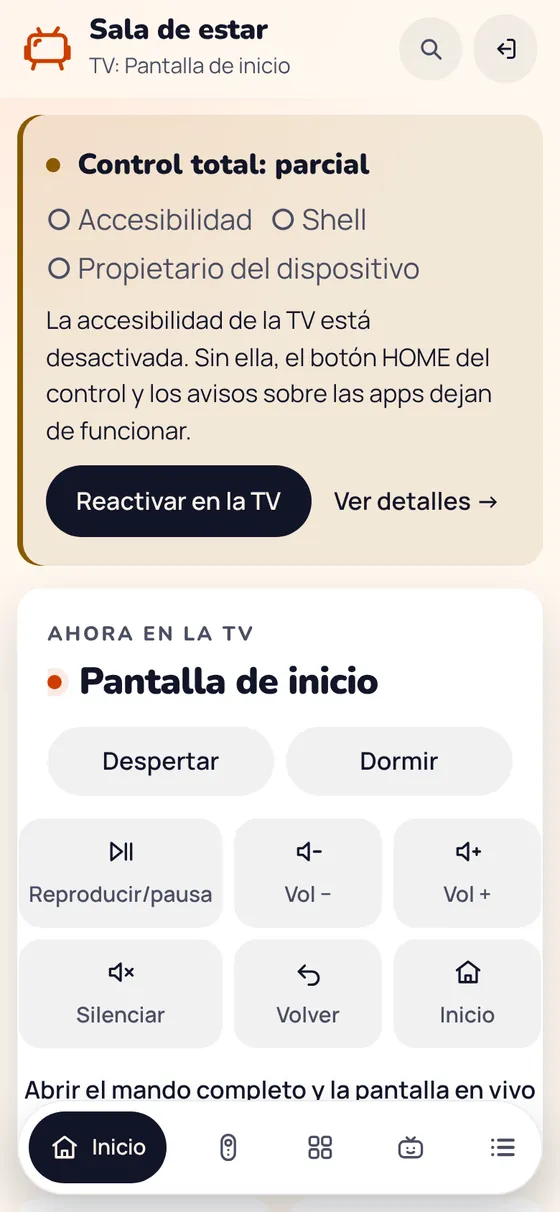 Sala de estar
TV: Pantalla de inicio
Control total: parcial
Accesibilidad Shell
Propietario del dispositivo
La accesibilidad de la TV está
desactivada. Sin ella, el botón HOME del
control y los avisos sobre las apps dejan
de funcionar.
Reactivar en la TV Ver detalles →
AHORA EN LA TV
Pantalla de inicio
Despertar Dormir
Reproducir/pausa Vol − Vol +
Silenciar Volver Inicio
Abrir el mando completo y la pantalla en vivo
Inicio